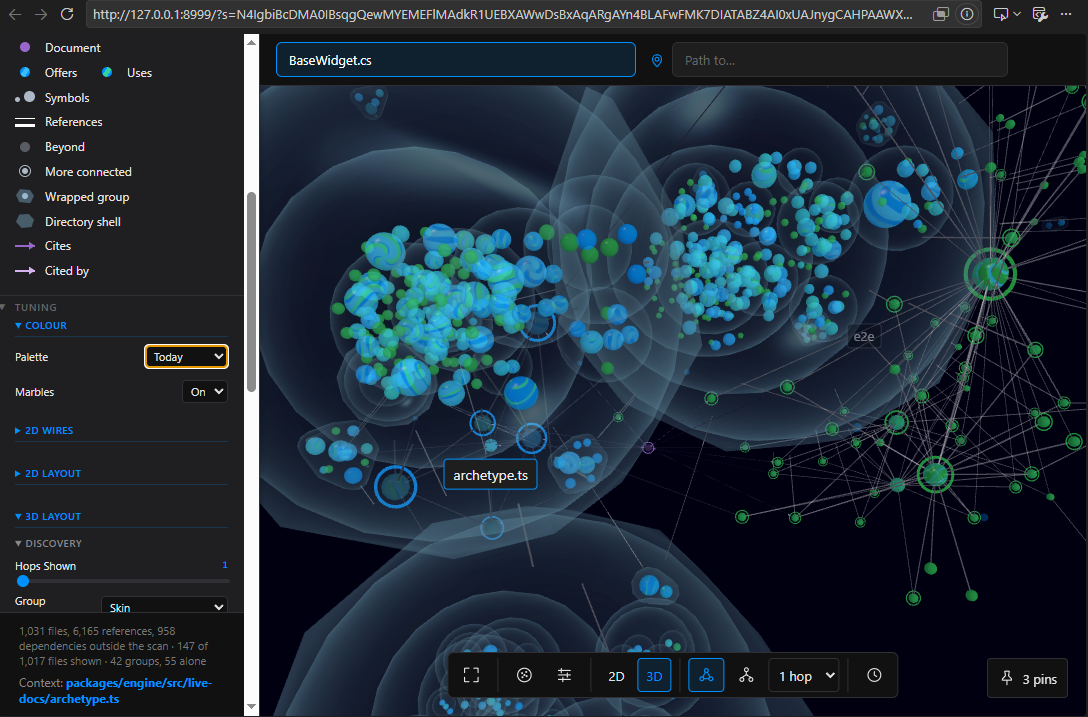 http://127.0.0.1:8999/?s=N4IgbiBcDMA0IBsqgQewMYEMEFlMAdkR1UEBXAWwDsBxAqARgAYn4BLAFwFMK7DIATABZ4AI0xUAJnygCAHPAAWX...
Document
Offers Uses
Symbols
References
Beyond
More connected
Wrapped group
Directory shell
Cites
Cited by
TUNING
COLOUR
Palette Today
Marbles On
2D WIRES
2D LAYOUT
3D LAYOUT
DISCOVERY
Hops Shown 1
Group Skin
1,031 files, 6,165 references, 958
dependencies outside the scan · 147 of
1,017 files shown · 42 groups, 55 alone
Context: packages/engine/src/live-
docs/archetype.ts
BaseWidget.cs Path to...
e2e
archetype.ts
2D 3D 1 hop
3 pins